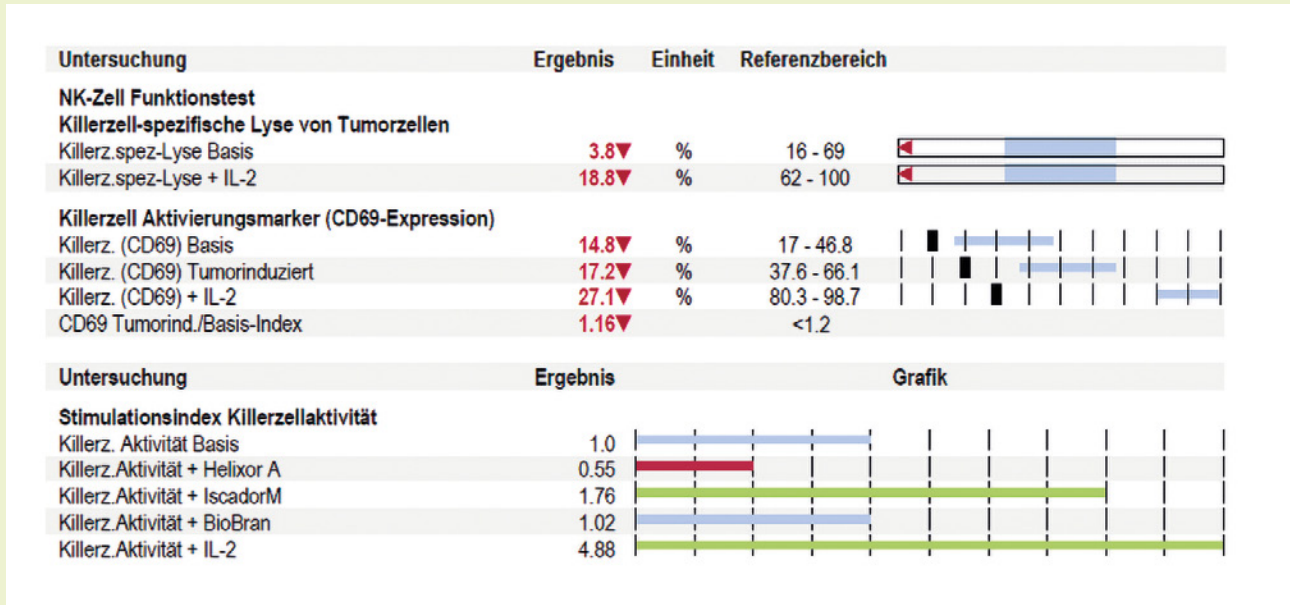 Untersuchung Ergebnis Einheit Referenzbereich
NK-Zell Funktionstest
Killerzell-spezifische Lyse von Tumorzellen
Killerz.spez-Lyse Basis 3.8▼ % 16 - 69
Killerz.spez-Lyse + IL-2 18.8▼ % 62 - 100
Killerzell Aktivierungsmarker (CD69-Expression)
Killerz. (CD69) Basis 14.8▼ % 17 - 46.8
Killerz. (CD69) Tumorinduziert 17.2▼ % 37.6 - 66.1
Killerz. (CD69) + IL-2 27.1▼ % 80.3 - 98.7
CD69 Tumorind./Basis-Index 1.16▼ <1.2
Untersuchung Ergebnis Grafik
Stimulationsindex Killerzellaktivität
Killerz. Aktivität Basis 1.0
Killerz.Aktivität + Helixor A 0.55
Killerz.Aktivität + IscadorM 1.76
Killerz.Aktivität + BioBran 1.02
Killerz.Aktivität + IL-2 4.88